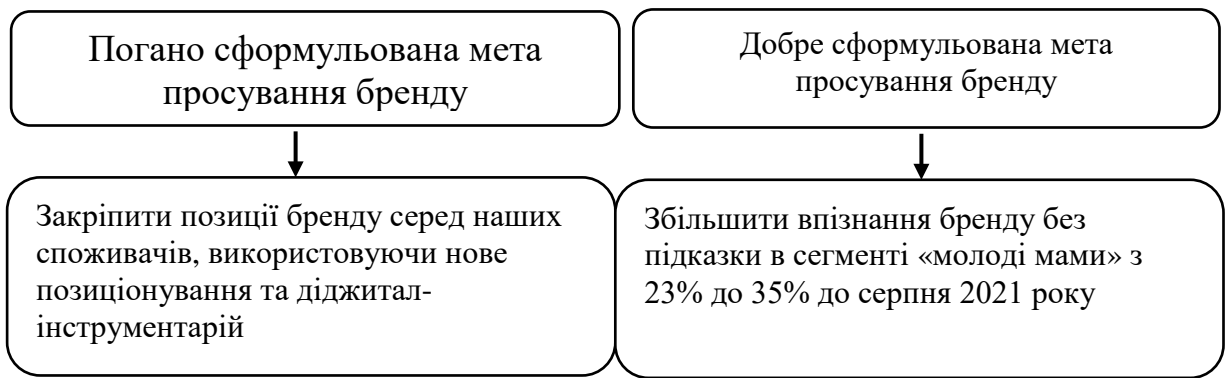 Погано сформульована мета
просування бренду
Добре сформульована мета
просування бренду
Закріпити позиції бренду серед наших
споживачів, використовуючи нове
позиціонування та діджитал-
інструментарій
Збільшити впізнання бренду без
підказки в сегменті «молоді мами» з
23% до 35% до серпня 2021 року